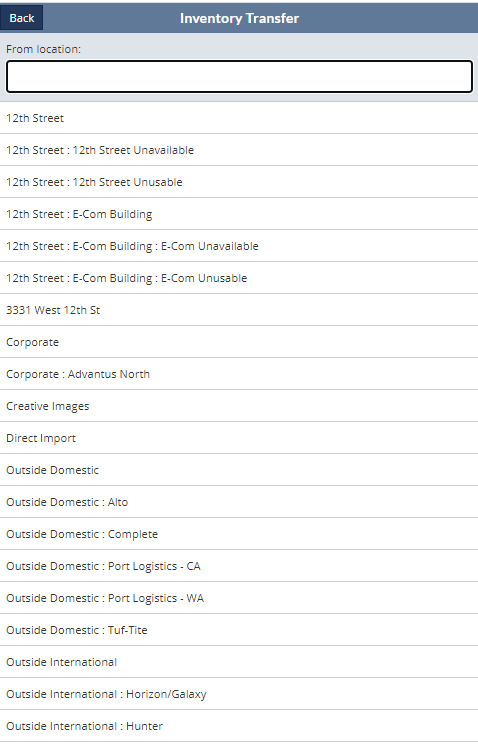 Back
Inventory Transfer
From location:
12th Street
12th Street : 12th Street Unavailable
12th Street : 12th Street Unusable
12th Street : E-Com Building
12th Street : E-Com Building : E-Com Unavailable
12th Street : E-Com Building : E-Com Unusable
3331 West 12th St
Corporate
Corporate : Advantus North
Creative Images
Direct Import
Outside Domestic
Outside Domestic : Alto
Outside Domestic : Complete
Outside Domestic : Port Logistics - CA
Outside Domestic : Port Logistics - WA
Outside Domestic : Tuf-Tite
Outside International
Outside International : Horizon/Galaxy
Outside International : Hunter